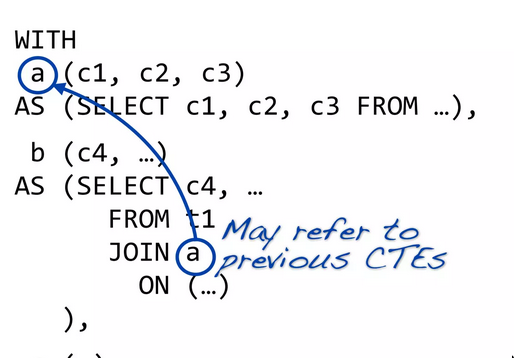 WITH
a (c1, c2, c3)
AS (SELECT c1, c2, c3 FROM …),
b (c4, …)
AS (SELECT c4, …
FROM t1
JOIN a
ON (…)
),
May refer to
previous CTEs